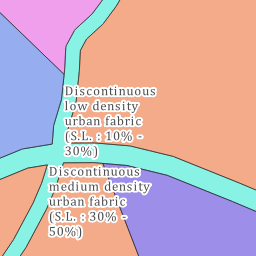 Discontinuous
low density
urban fabric
(S.L. : 10% -
30%)
Discontinuous
medium density
urban fabric
(S.L. : 30% -
50%)